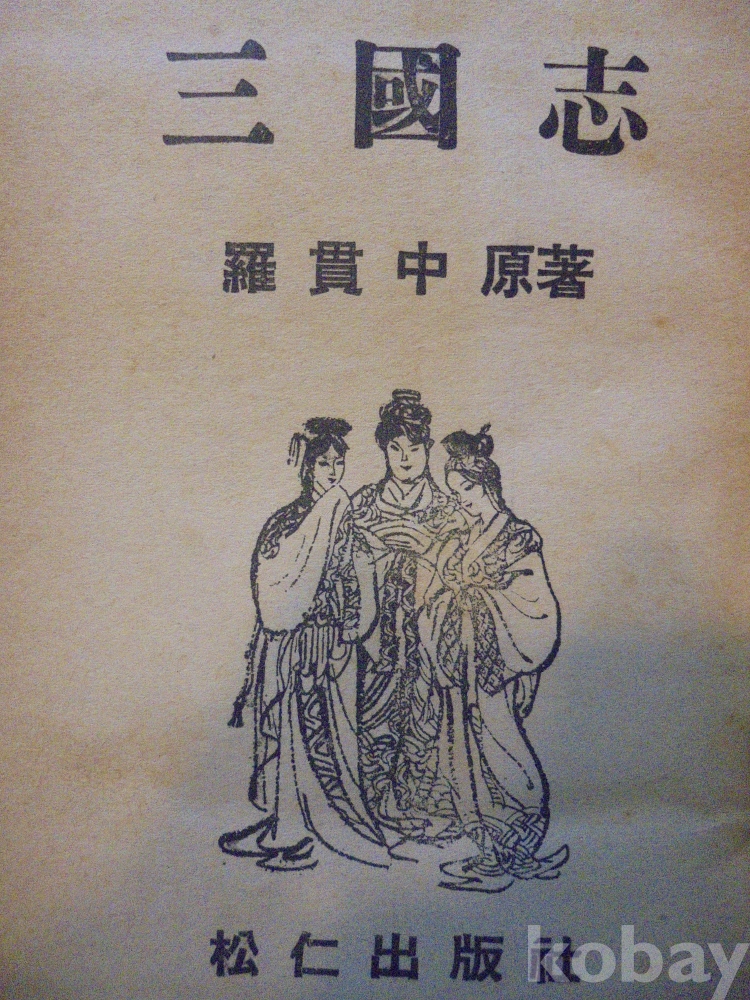 三國志
羅貫中 原著
松仁出版社
kobay